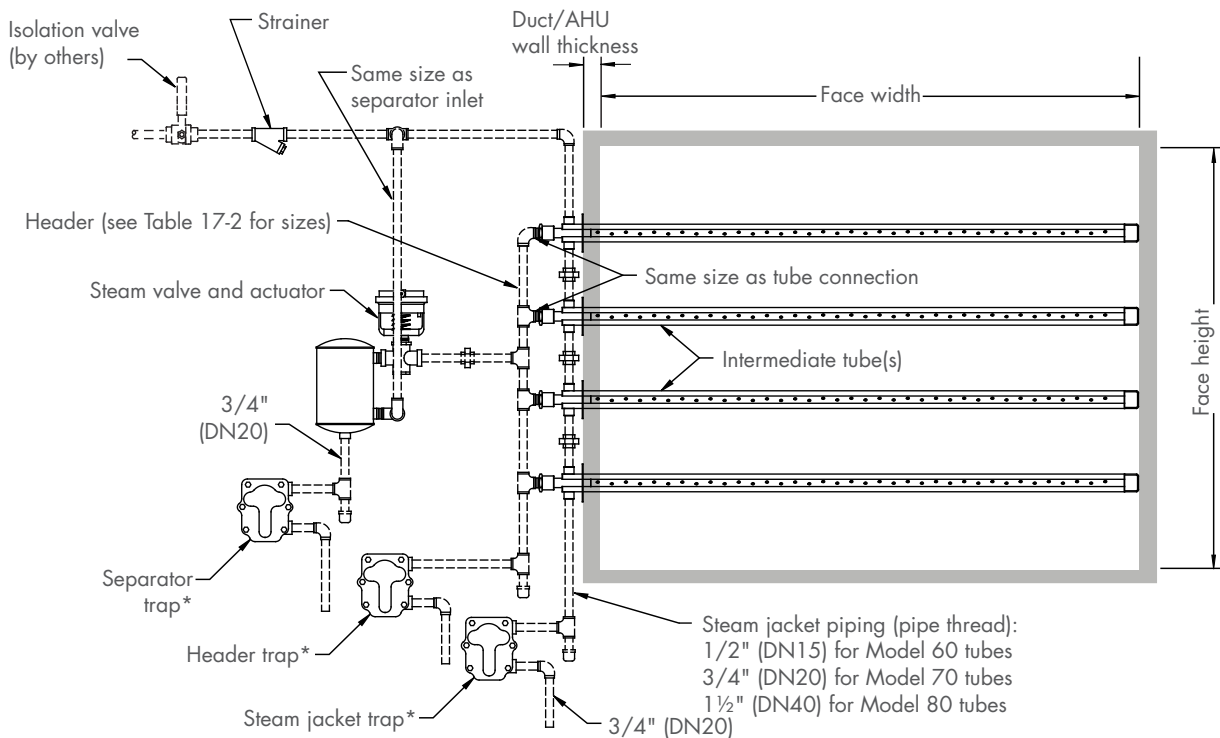 Isolation valve
(by others)
Strainer
Same size as
separator inlet
Duct/AHU
wall thickness
Face width
Header (see Table 17-2 for sizes)
Same size as tube connection
Steam valve and actuator
Intermediate tube(s)
Face height
3/4"
(DN20)
Separator
trap*
Header trap*
Steam jacket trap*
3/4" (DN20)
Steam jacket piping (pipe thread):
1/2" (DN15) for Model 60 tubes
3/4" (DN20) for Model 70 tubes
1½" (DN40) for Model 80 tubes